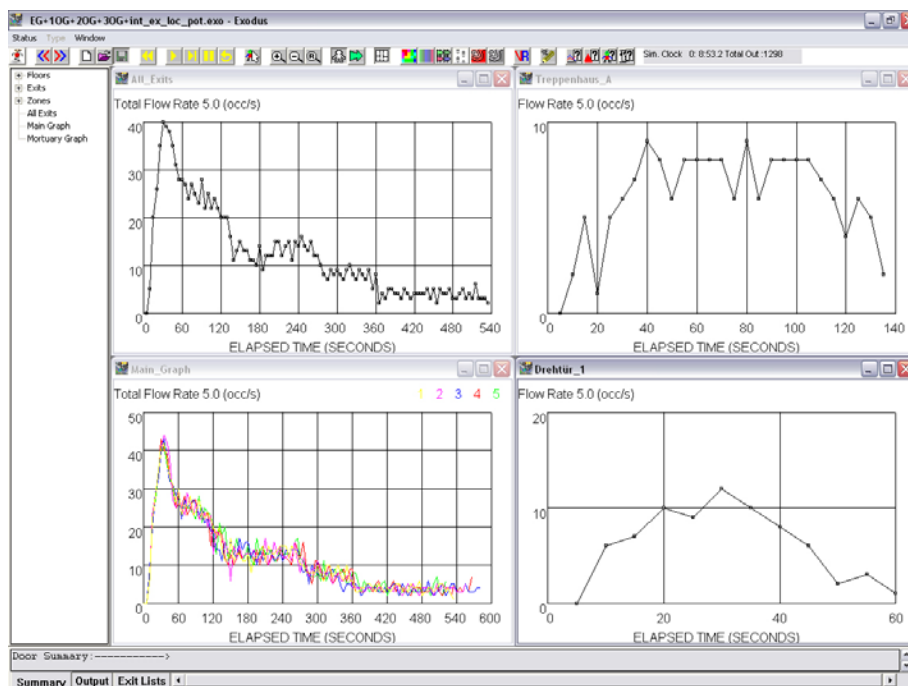 EG+1OG+2OG+3OG+int_ex_loc_pot.exo - Exodus
Status Type Window
VR
Sim. Clock 0: 8:53.2 Total Out :1298
Floors
Exits
Zones
All Exits
Main Graph
Mortuary Graph
All_Exits
Total Flow Rate 5.0 (occ/s)
40
30
20
10
0
0 60 120 180 240 300 360 420 480 540
ELAPSED TIME (SECONDS)
Treppenhaus_A
Flow Rate 5.0 (occ/s)
10
0
0 20 40 60 80 100 120 140
ELAPSED TIME (SECONDS)
Main_Graph
Total Flow Rate 5.0 (occ/s)
1 2 3 4 5
50
40
30
20
10
0
0 60 120 180 240 300 360 420 480 600
ELAPSED TIME (SECONDS)
Drehtür_1
Flow Rate 5.0 (occ/s)
20
10
0
20 40 60
ELAPSED TIME (SECONDS)
Door Summary:----------->
Summary Output Exit Lists